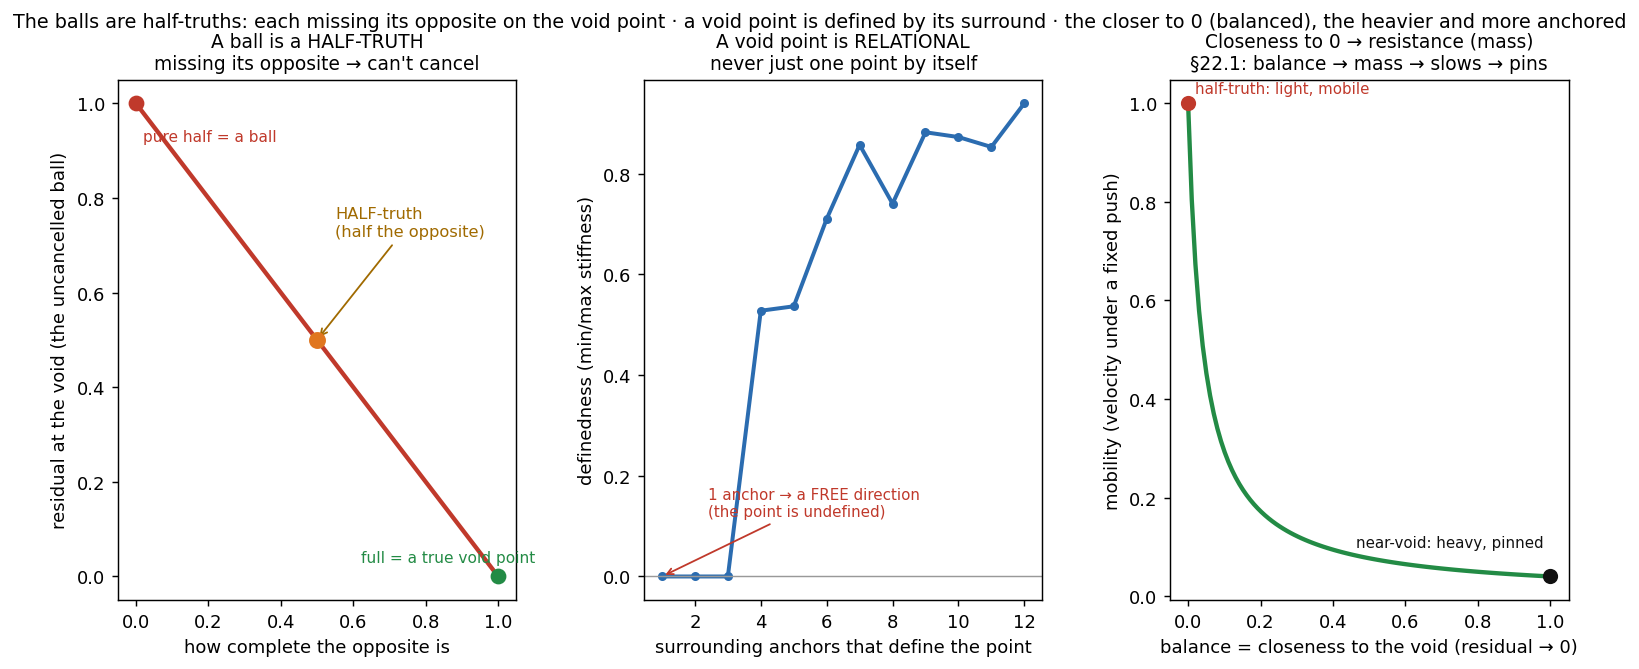 The balls are half-truths: each missing its opposite on the void point · a void point is defined by its surround · the closer to 0 (balanced), the heavier and more anchored
A ball is a HALF-TRUTH
missing its opposite → can't cancel
residual at the void (the uncancelled ball)
1.0
0.8
0.6
0.4
0.2
0.0
pure half = a ball
HALF-truth
(half the opposite)
full = a true void point
0.0 0.2 0.4 0.6 0.8 1.0
how complete the opposite is
A void point is RELATIONAL
never just one point by itself
definedness (min/max stiffness)
0.8
0.6
0.4
0.2
0.0
1 anchor → a FREE direction
(the point is undefined)
2 4 6 8 10 12
surrounding anchors that define the point
Closeness to 0 → resistance (mass)
§22.1: balance → mass → slows → pins
mobility (velocity under a fixed push)
1.0
0.8
0.6
0.4
0.2
0.0
half-truth: light, mobile
near-void: heavy, pinned
0.0 0.2 0.4 0.6 0.8 1.0
balance = closeness to the void (residual → 0)